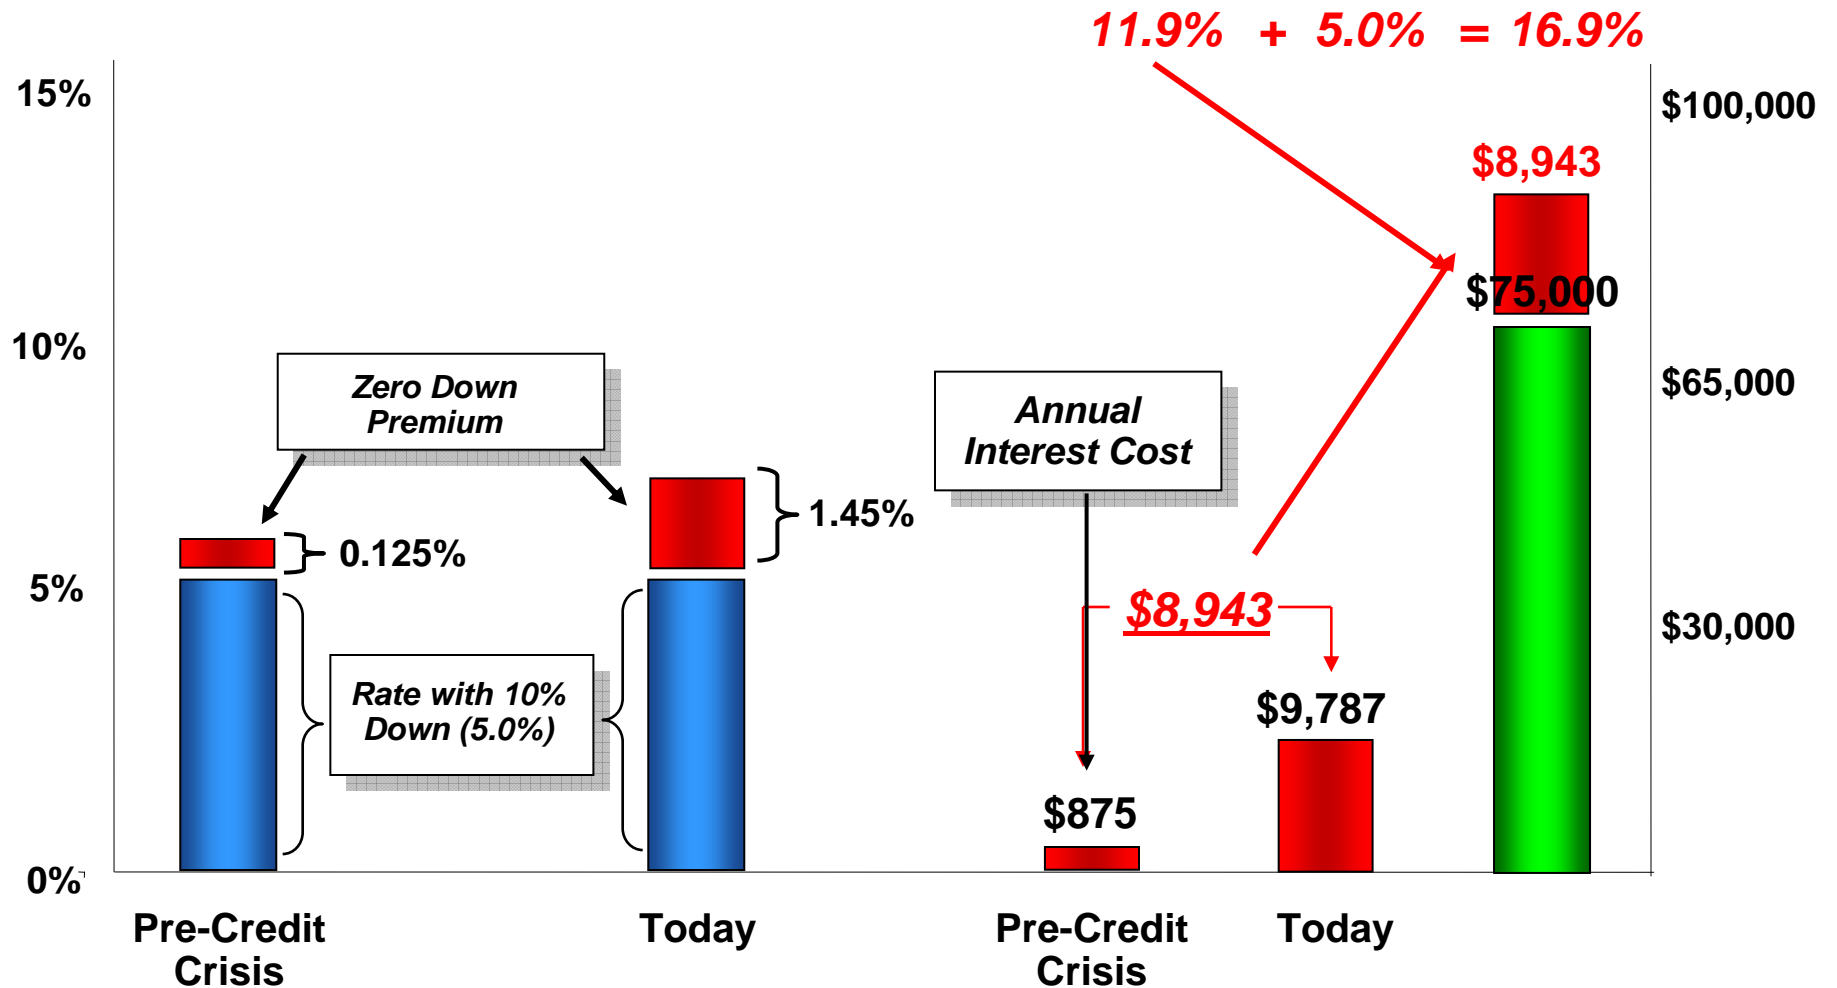 11.9% + 5.0% = 16.9%
15%
$100,000
$8,943
$75,000
10%
$65,000
Zero Down
Premium
Annual
Interest Cost
1.45%
0.125%
5%
$8,943
$30,000
Rate with 10%
Down (5.0%)
$9,787
$875
0%
Pre-Credit
Crisis
Today
Pre-Credit
Crisis
Today